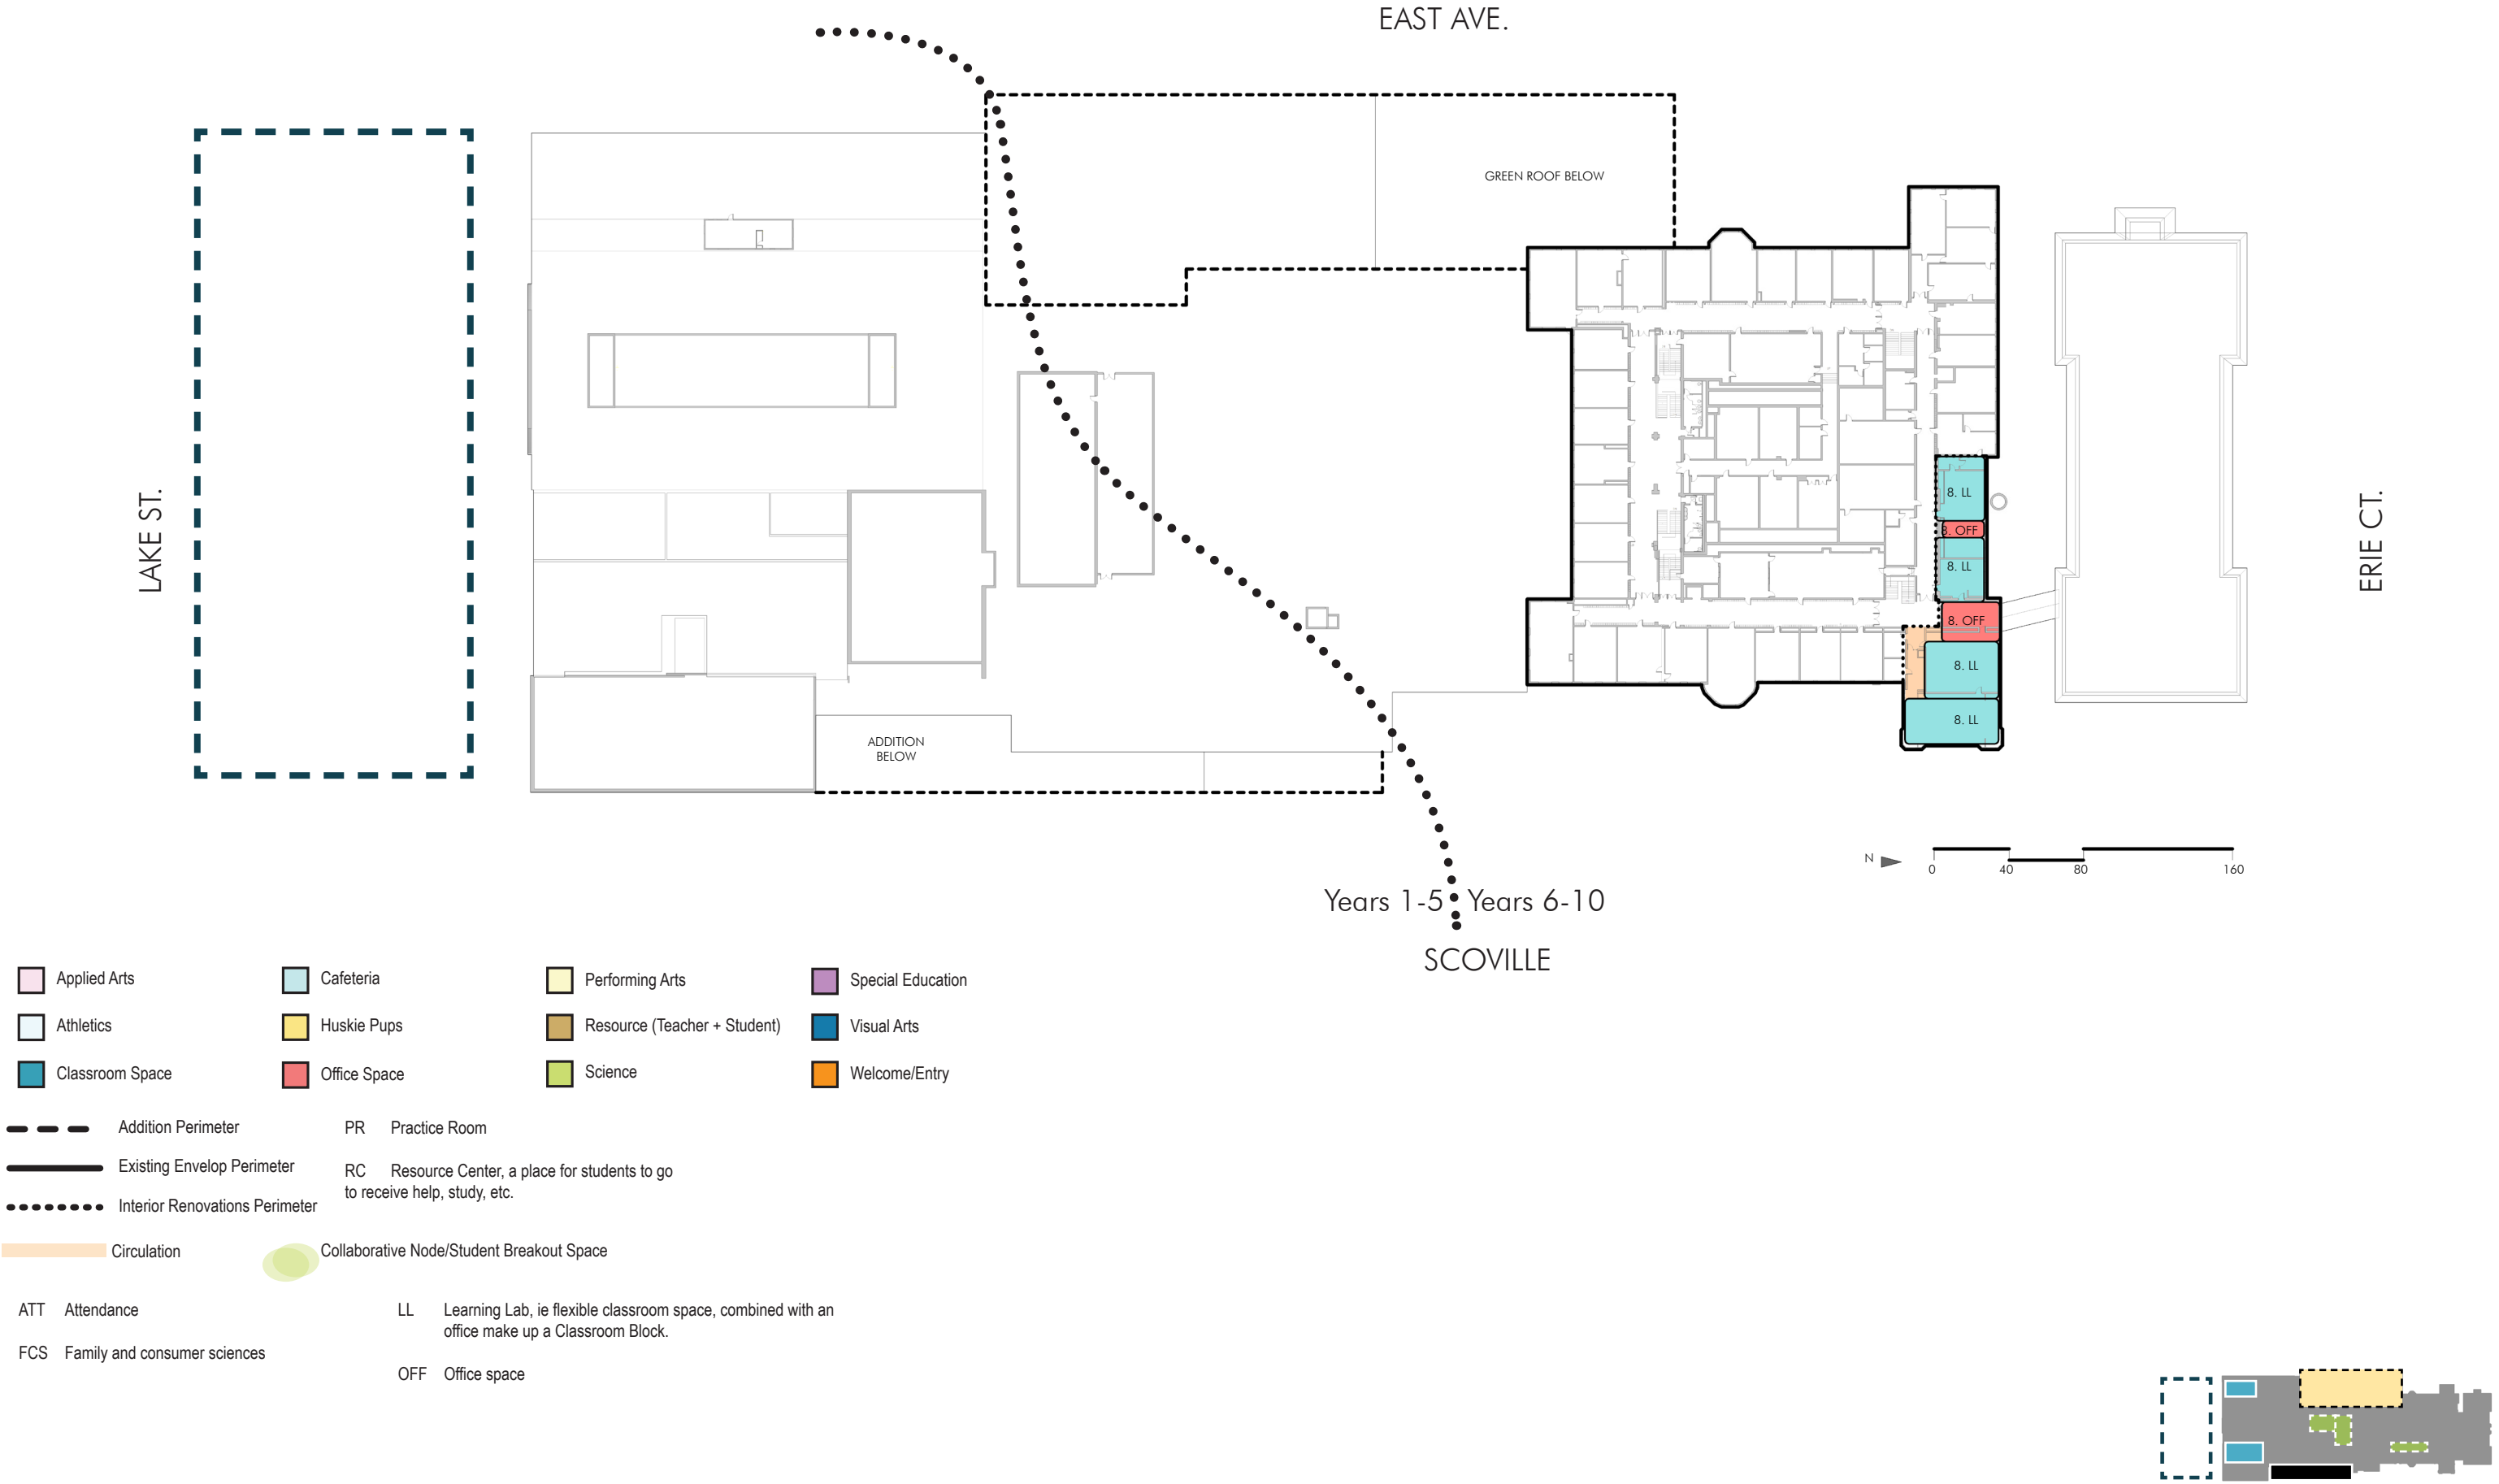 EAST AVE.
GREEN ROOF BELOW
LAKE ST.
ERIE CT.
8. LL
8. OFF
8. LL
8. OFF
8. LL
8. LL
ADDITION
BELOW
N
0 40 80 160
Years 1-5 Years 6-10
SCOVILLE
Applied Arts
Cafeteria
Performing Arts
Special Education
Athletics
Huskie Pups
Resource (Teacher + Student)
Visual Arts
Classroom Space
Office Space
Science
Welcome/Entry
Addition Perimeter
Existing Envelop Perimeter
Interior Renovations Perimeter
PR Practice Room
RC Resource Center, a place for students to go
to receive help, study, etc.
Circulation
Collaborative Node/Student Breakout Space
ATT Attendance
FCS Family and consumer sciences
LL Learning Lab, ie flexible classroom space, combined with an
office make up a Classroom Block.
OFF Office space